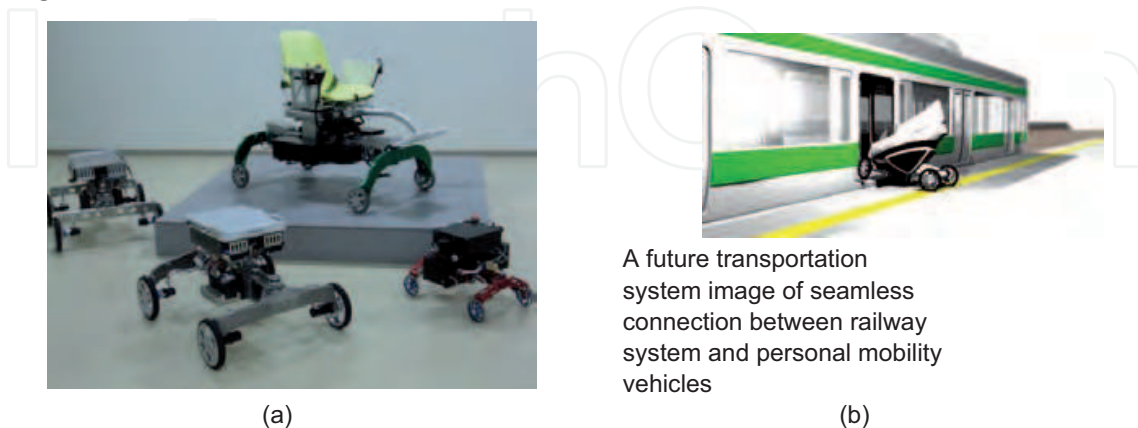 A future transportation
system image of seamless
connection between railway
system and personal mobility
vehicles
(a)
(b)